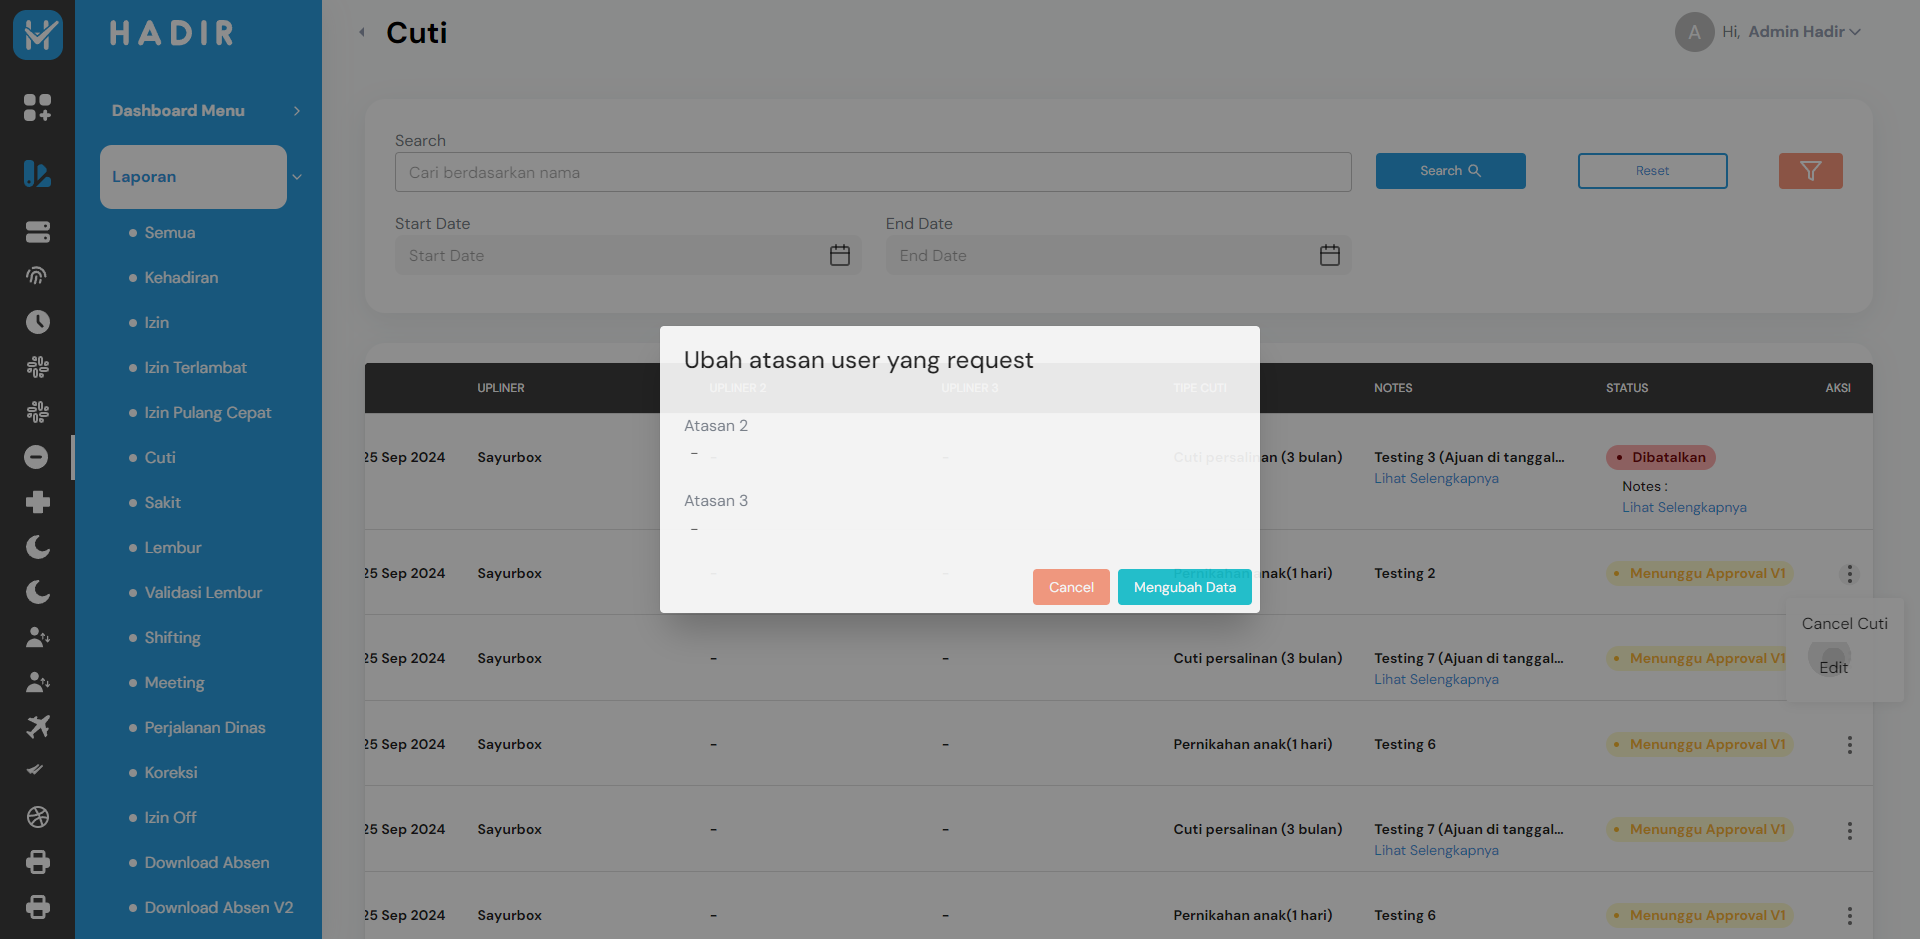 HADIR
Cuti
A Hi, Admin Hadir
Dashboard Menu
Laporan
Semua
Kehadiran
Izin
Izin Terlambat
Izin Pulang Cepat
Cuti
Sakit
Lembur
Validasi Lembur
Shifting
Meeting
Perjalanan Dinas
Koreksi
Izin Off
Download Absen
Download Absen V2
Search
Cari berdasarkan nama
Search
Reset
Start Date
Start Date
End Date
End Date
UPLINER UPLINER 2 UPLINER 3 TIPE CUTI NOTES STATUS AKSI
25 Sep 2024 Sayurbox - - Cuti persalinan (3 bulan) Testing 3 (Ajuan di tanggal... Dibatalkan
Lihat Selengkapnya
Notes :
Lihat Selengkapnya
25 Sep 2024 Sayurbox - - Pernikahan anak(1 hari) Testing 2 Menunggu Approval V1
25 Sep 2024 Sayurbox - - Cuti persalinan (3 bulan) Testing 7 (Ajuan di tanggal... Menunggu Approval V1
Lihat Selengkapnya
25 Sep 2024 Sayurbox - - Pernikahan anak(1 hari) Testing 6 Menunggu Approval V1
25 Sep 2024 Sayurbox - - Cuti persalinan (3 bulan) Testing 7 (Ajuan di tanggal... Menunggu Approval V1
Lihat Selengkapnya
25 Sep 2024 Sayurbox - - Pernikahan anak(1 hari) Testing 6 Menunggu Approval V1
Ubah atasan user yang request
Atasan 2
-
Atasan 3
-
Cancel
Mengubah Data
Cancel Cuti
Edit